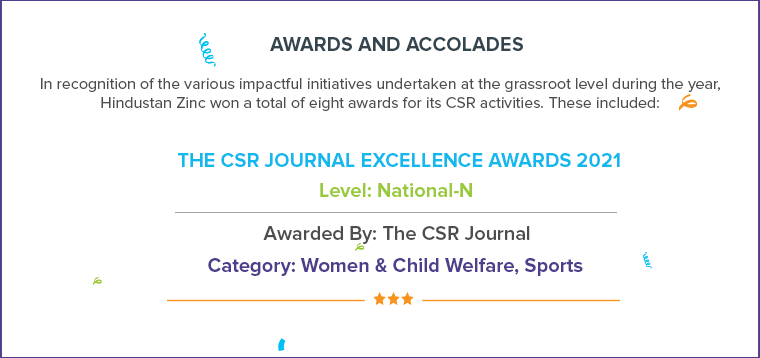 AWARDS AND ACCOLADES
In recognition of the various impactful initiatives undertaken at the grassroot level during the year,
Hindustan Zinc won a total of eight awards for its CSR activities. These included:
THE CSR JOURNAL EXCELLENCE AWARDS 2021
Level: National-N
Awarded By: The CSR Journal
Category: Women & Child Welfare, Sports